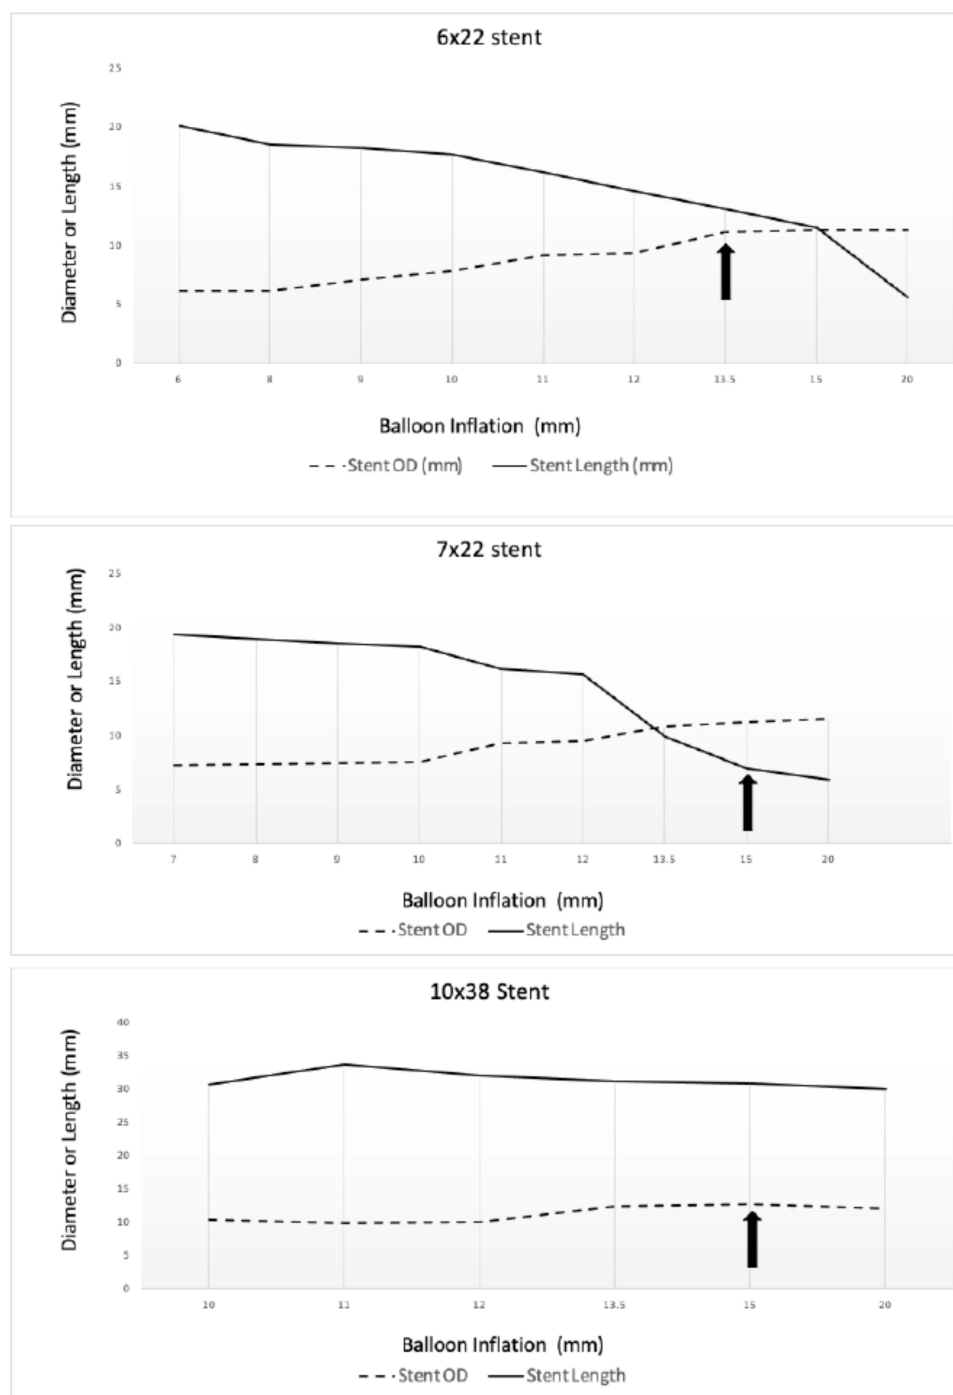 6x22 stent
Diameter or Length (mm)
25
20
15
10
5
0
6 8 9 10 11 12 13.5 15 20
Balloon Inflation (mm)
Stent OD (mm) Stent Length (mm)
7x22 stent
Diameter or Length (mm)
25
20
15
10
5
0
7 8 9 10 11 12 13.5 15 20
Balloon Inflation (mm)
Stent OD Stent Length
10x38 Stent
Diameter or Length (mm)
40
35
30
25
20
15
10
5
0
10 11 12 13.5 15 20
Balloon Inflation (mm)
Stent OD Stent Length